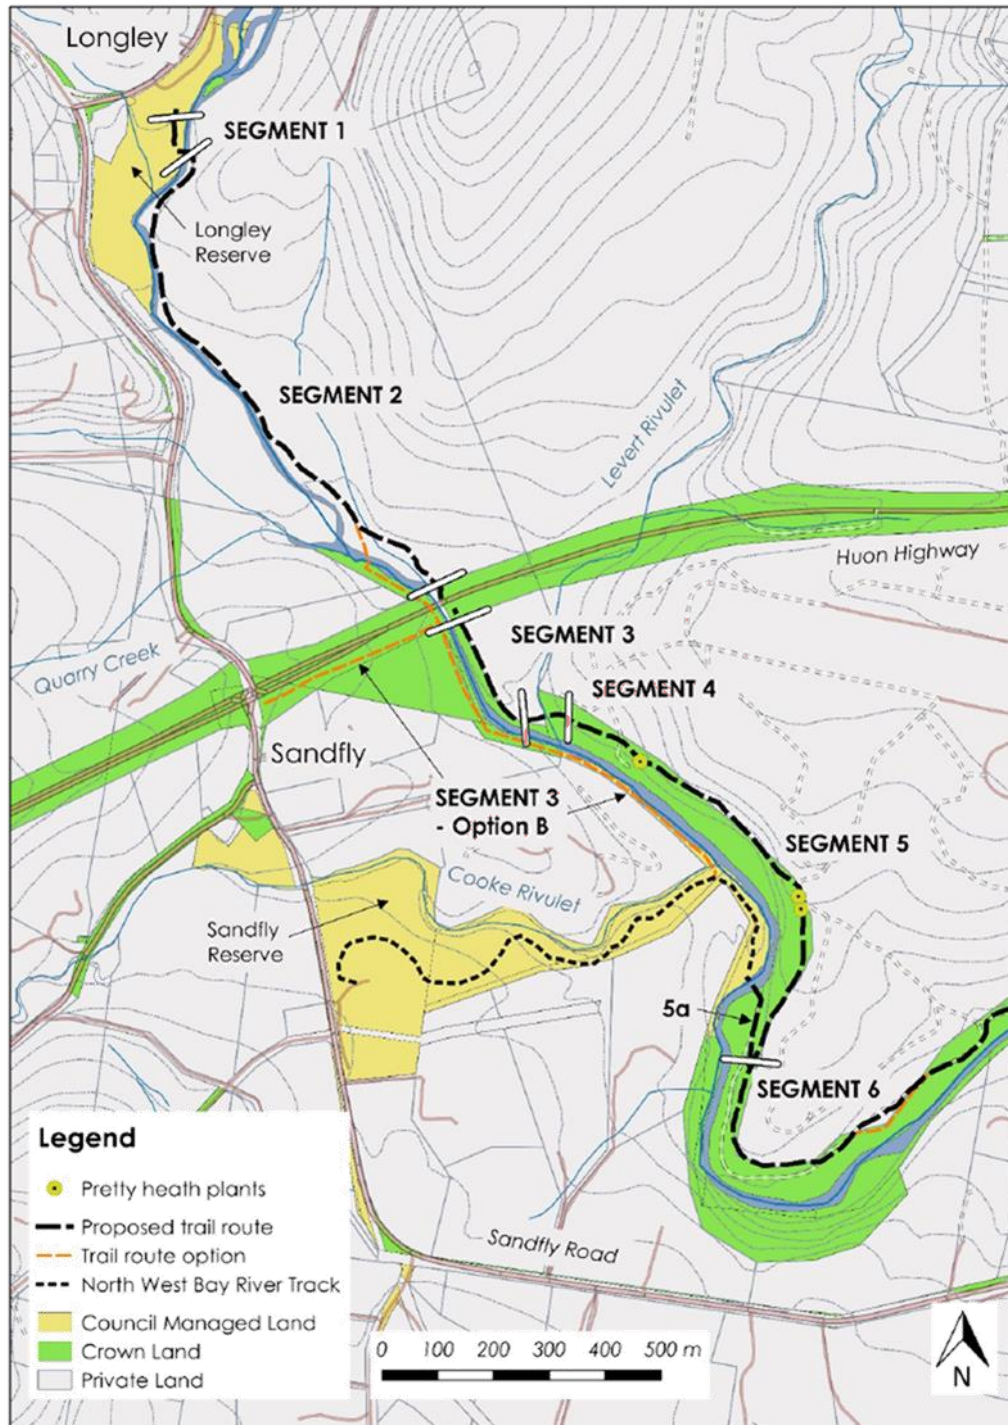 Longley
SEGMENT 1
Longley
Reserve
SEGMENT 2
Levert Rivulet
Huon Highway
Quarry Creek
SEGMENT 3
SEGMENT 4
Sandfly
SEGMENT 3
- Option B
SEGMENT 5
Cooke Rivulet
Sandfly
Reserve
5a
SEGMENT 6
Sandfly Road
Legend
Pretty heath plants
Proposed trail route
Trail route option
North West Bay River Track
Council Managed Land
Crown Land
Private Land
0 100 200 300 400 500 m
N